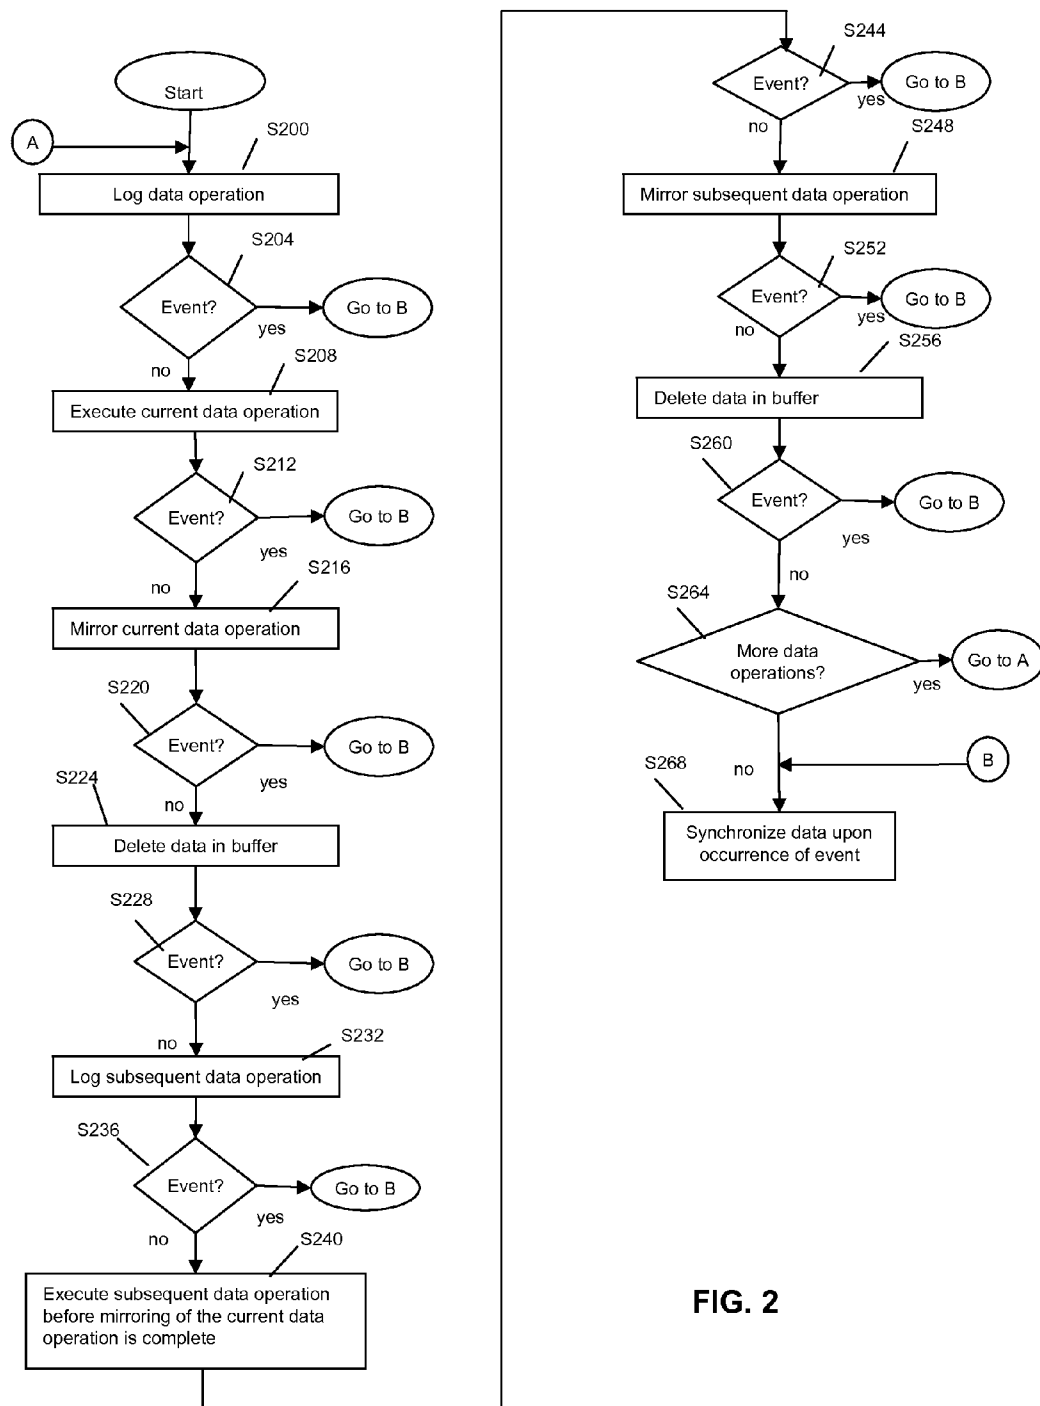 Start
A
S200
Log data operation
S204
Event?
yes
Go to B
no
S208
Execute current data operation
S212
Event?
yes
Go to B
no
S216
Mirror current data operation
S220
Event?
yes
Go to B
no
S224
Delete data in buffer
S228
Event?
yes
Go to B
no
S232
Log subsequent data operation
S236
Event?
yes
Go to B
no
S240
Execute subsequent data operation
before mirroring of the current data
operation is complete
S244
Event?
yes
Go to B
no
S248
Mirror subsequent data operation
S252
Event?
yes
Go to B
no
S256
Delete data in buffer
S260
Event?
yes
Go to B
no
S264
More data
operations?
yes
Go to A
no
B
S268
Synchronize data upon
occurrence of event
FIG. 2